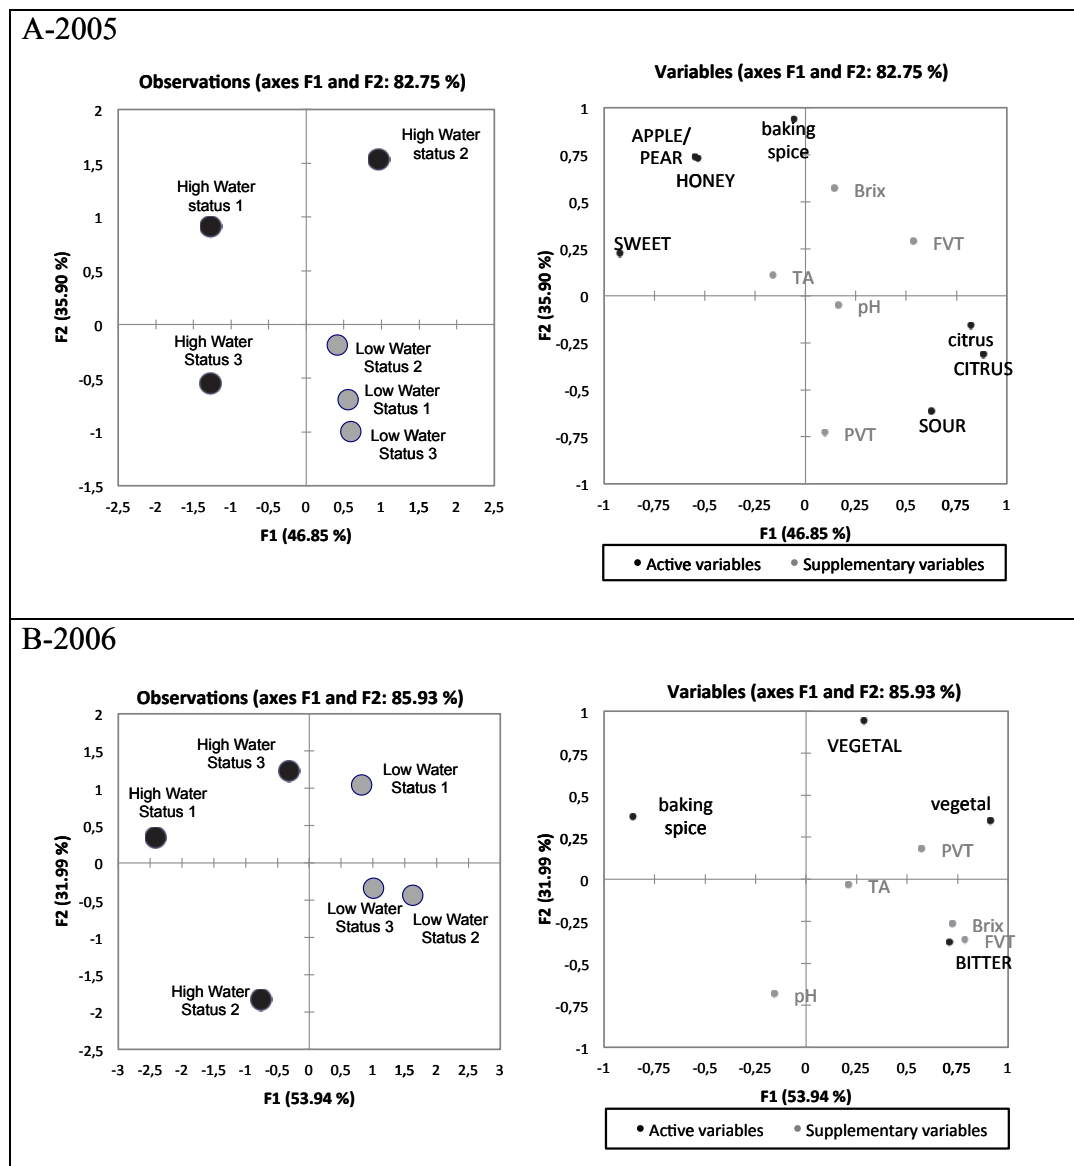 A-2005
Observations (axes F1 and F2: 82.75 %)
2
1,5
1
0,5
0
-0,5
-1
-1,5
F2 (35.90 %)
High Water
status 2
High Water
status 1
High Water
Status 3
Low Water
Status 2
Low Water
Status 1
Low Water
Status 3
-2,5 -2 -1,5 -1 -0,5 0 0,5 1 1,5 2 2,5
F1 (46.85 %)
Variables (axes F1 and F2: 82.75 %)
1
0,75
0,5
0,25
0
-0,25
-0,5
-0,75
-1
F2 (35.90 %)
baking
spice
APPLE/
PEAR
HONEY
Brix
SWEET
FVT
TA
pH
citrus
CITRUS
SOUR
PVT
-1 -0,75 -0,5 -0,25 0 0,25 0,5 0,75 1
F1 (46.85 %)
Active variables Supplementary variables
B-2006
Observations (axes F1 and F2: 85.93 %)
2
1,5
1
0,5
0
-0,5
-1
-1,5
-2
-2,5
F2 (31.99 %)
High Water
Status 3
Low Water
Status 1
High Water
Status 1
Low Water
Status 3
Low Water
Status 2
High Water
Status 2
-3 -2,5 -2 -1,5 -1 -0,5 0 0,5 1 1,5 2 2,5 3
F1 (53.94 %)
Variables (axes F1 and F2: 85.93 %)
1
0,75
0,5
0,25
0
-0,25
-0,5
-0,75
-1
F2 (31.99 %)
VEGETAL
baking
spice
vegetal
PVT
TA
Brix
FVT
BITTER
pH
-1 -0,75 -0,5 -0,25 0 0,25 0,5 0,75 1
F1 (53.94 %)
Active variables Supplementary variables